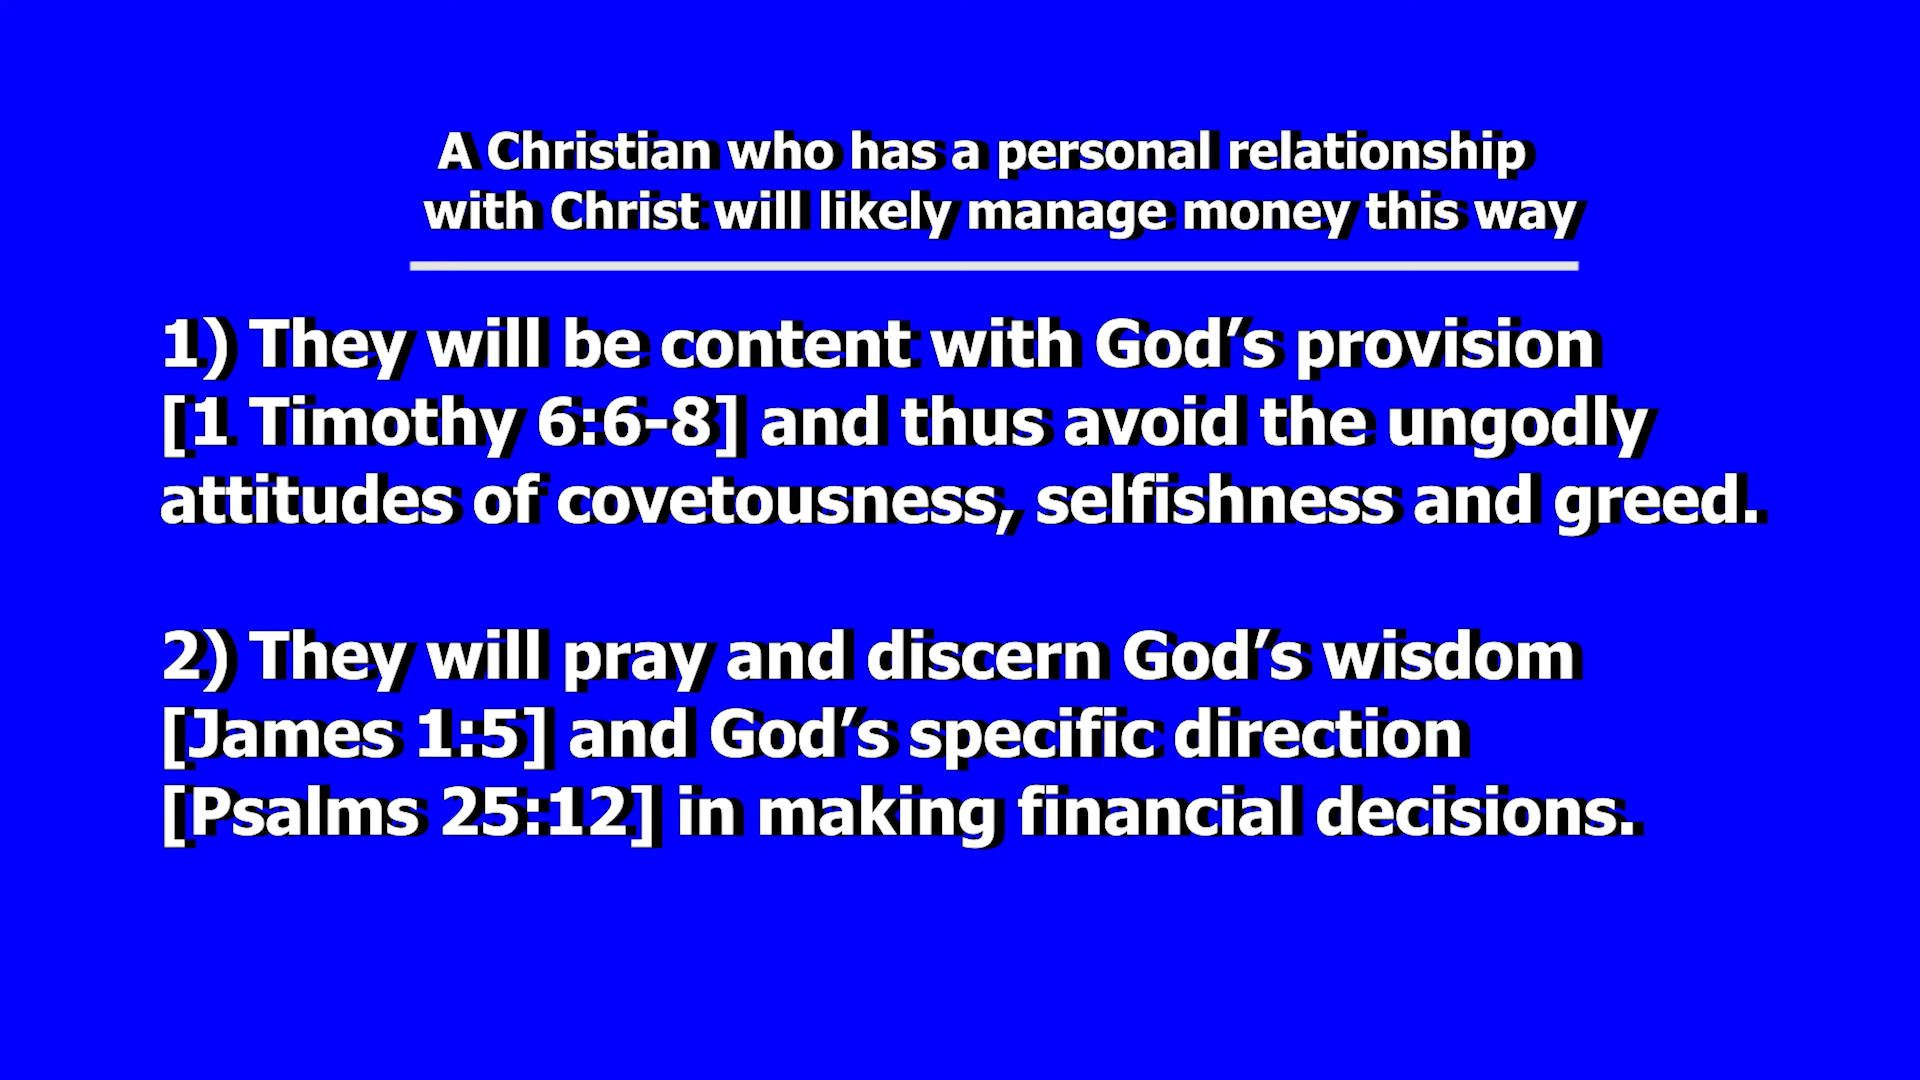 A Christian who has a personal relationship
with Christ will likely manage money this way
1) They will be content with God’s provision
[1 Timothy 6:6-8] and thus avoid the ungodly
attitudes of covetousness, selfishness and greed.
2) They will pray and discern God’s wisdom
[James 1:5] and God’s specific direction
[Psalms 25:12] in making financial decisions.